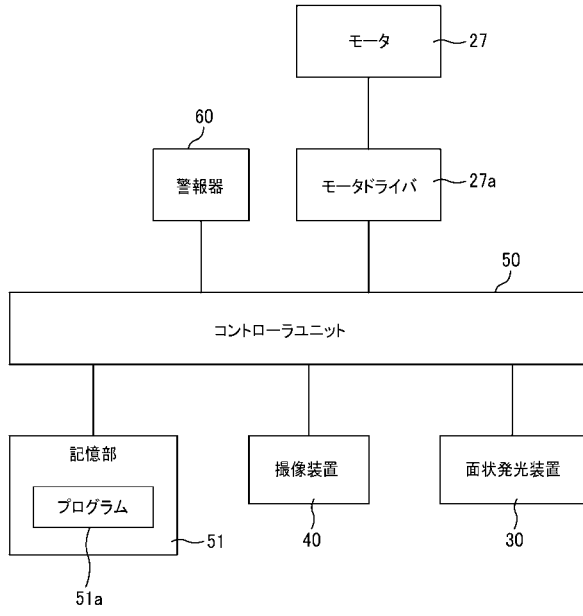 モータ
27
60
警報器
モータドライバ
27a
50
コントローラユニット
記憶部
プログラム
51
51a
撮像装置
40
面状発光装置
30